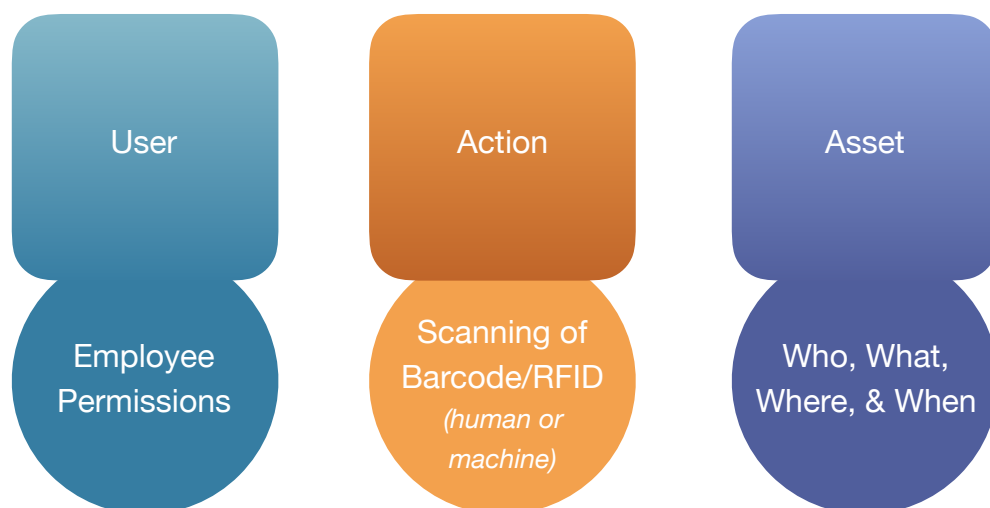 User
Action
Asset
Employee
Permissions
Scanning of
Barcode/RFID
(human or
machine)
Who, What,
Where, & When